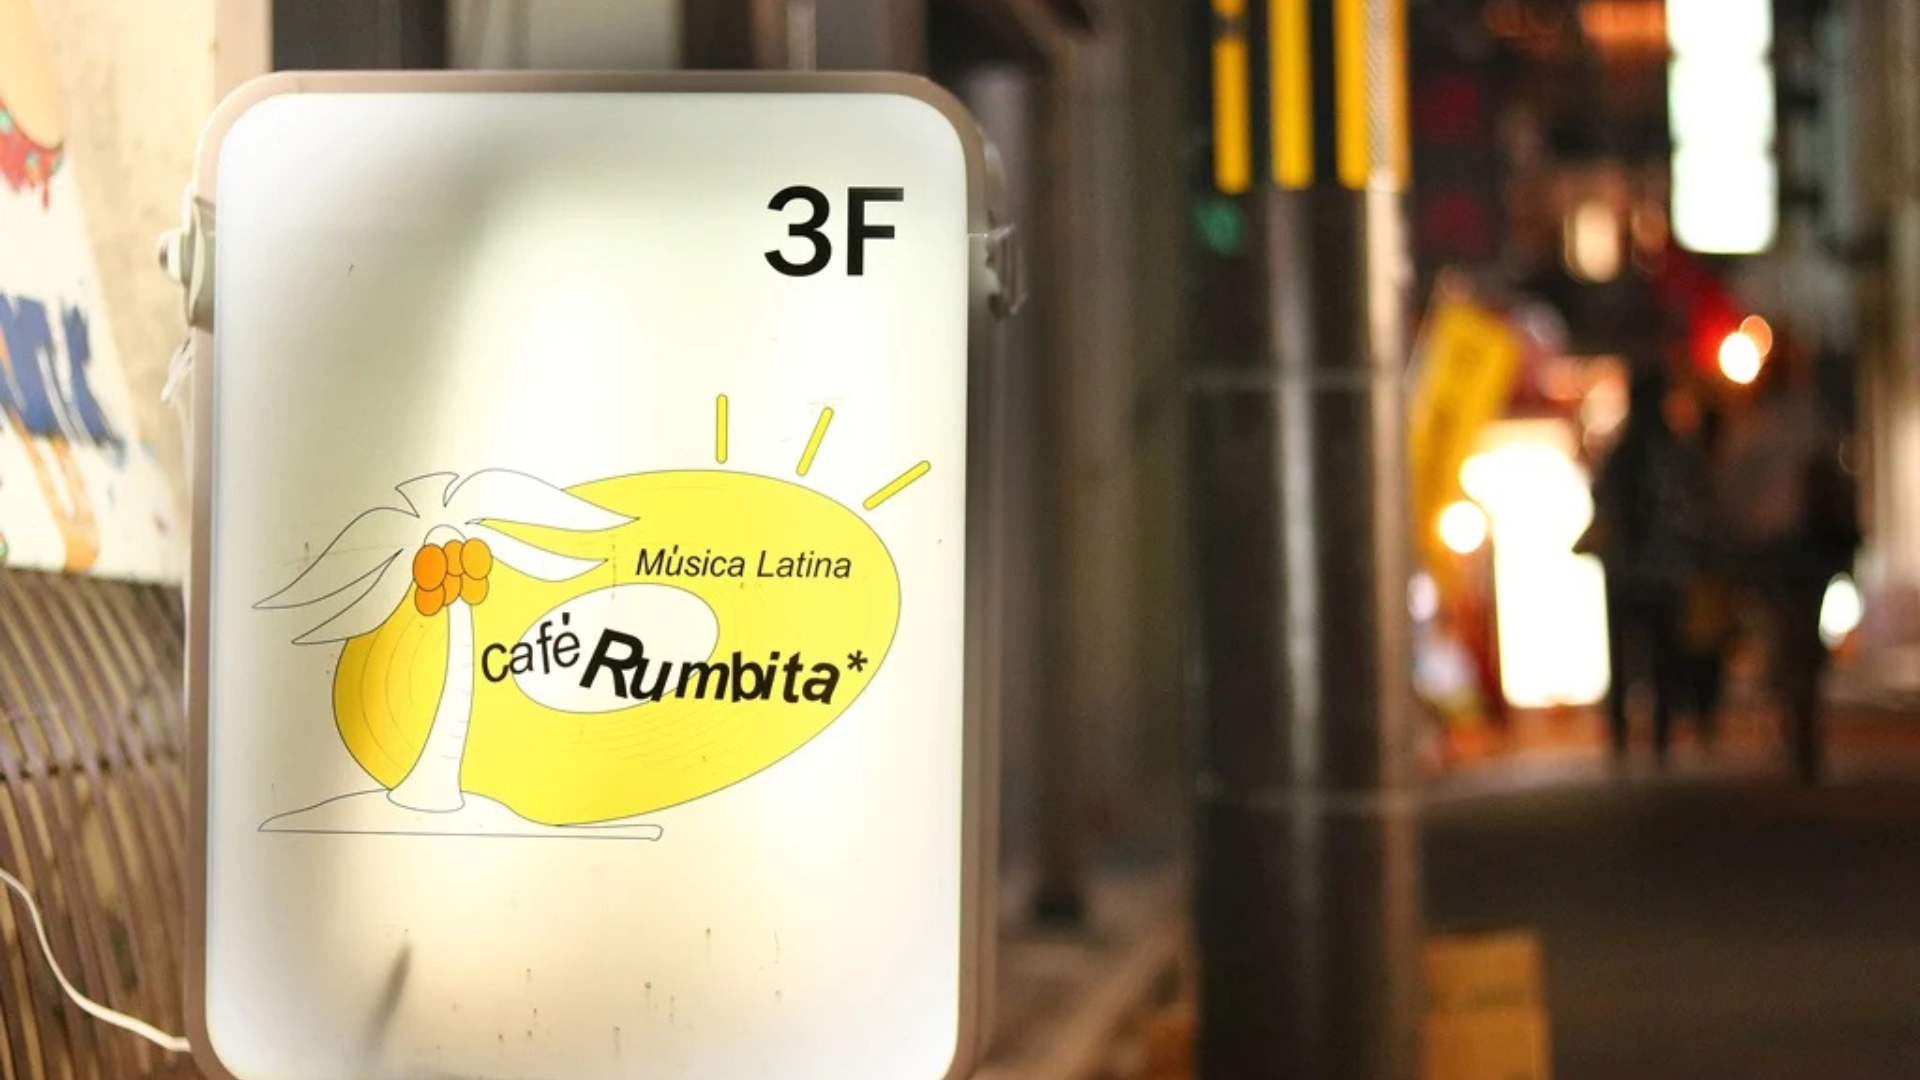 3F
Música Latina
café Rumbita*